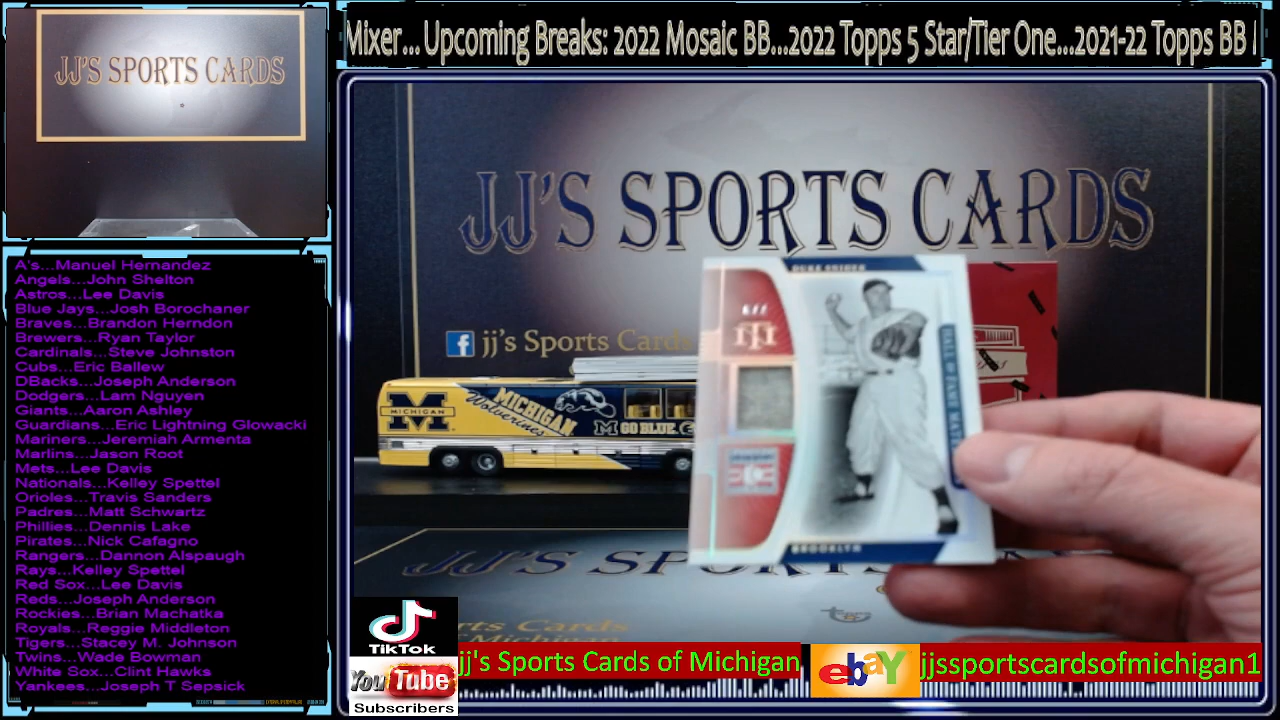 JJ'S SPORTS CARDS
Mixer... Upcoming Breaks: 2022 Mosaic BB...2022 Topps 5 Star/Tier One...2021-22 Topps BB
JJ'S SPORTS CARDS
jj's Sports Cards
A's...Manuel Hernandez
Angels...John Shelton
Astros...Lee Davis
Blue Jays...Josh Borochaner
Braves...Brandon Herndon
Brewers...Ryan Taylor
Cardinals...Steve Johnston
Cubs...Eric Ballew
DBacks...Joseph Anderson
Dodgers...Lam Nguyen
Giants...Aaron Ashley
Guardians...Eric Lightning Glowacki
Mariners...Jeremiah Armenta
Marlins...Jason Root
Mets...Lee Davis
Nationals...Kelley Spettel
Orioles...Travis Sanders
Padres...Matt Schwartz
Phillies...Dennis Lake
Pirates...Nick Cafagno
Rangers...Dannon Alspaugh
Rays...Kelley Spettel
Red Sox...Lee Davis
Reds...Joseph Anderson
Rockies...Brian Machatka
Royals...Reggie Middleton
Tigers...Stacey M. Johnson
Twins...Wade Bowman
White Sox...Clint Hawks
Yankees...Joseph T Sepsick
M
MICHIGAN
MICHIGAN
Wolverines
M GO BLUE
DUKE SNIDER
HALL OF FAME
BROOKLYN
TikTok
YouTube
Subscribers
jj's Sports Cards of Michigan
ebay
jjssportscardsofmichigan1